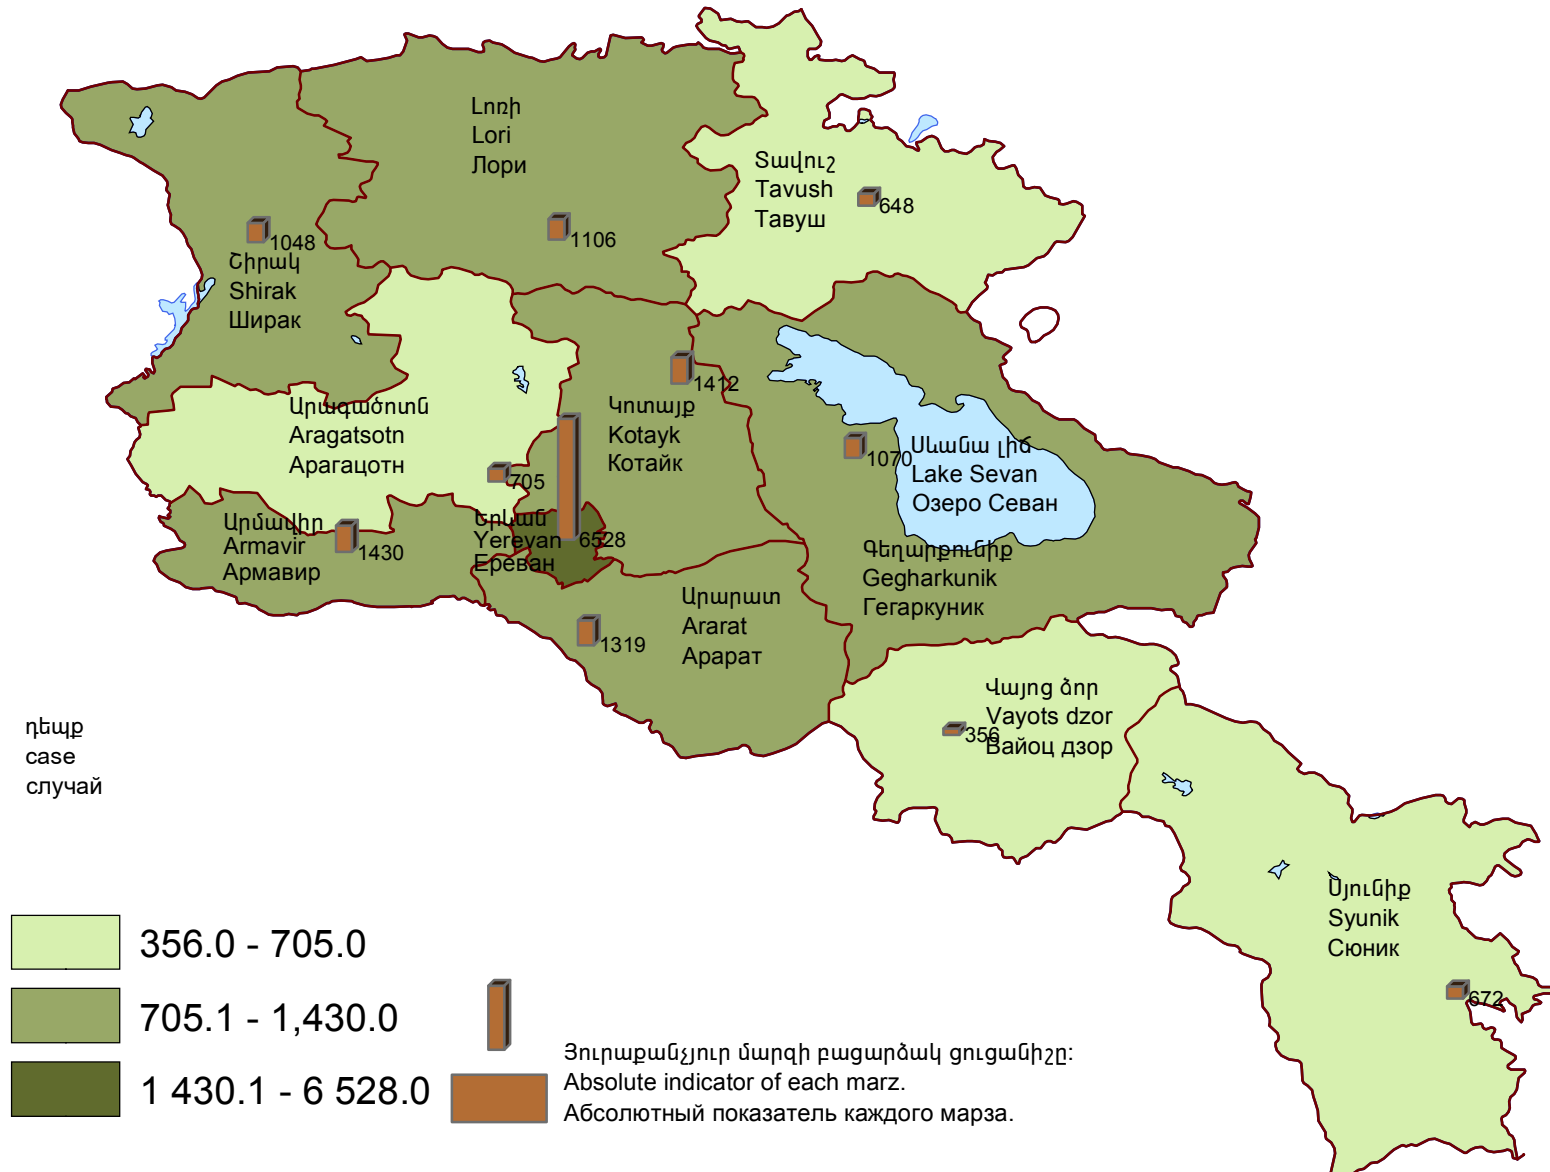 Լոռի
Lori
Лори
1106
Տավուշ
Tavush
Тавуш
648
1048
Շիրակ
Shirak
Ширак
1412
Արագածոտն
Aragatsotn
Арагацотн
705
Կոտայք
Kotayk
Котайк
1070
Սևանա լիճ
Lake Sevan
Озеро Севан
Արմավիր
Armavir
Армавир
1430
Երևան
Yerevan
Ереван
6528
Գեղարքունիք
Gegharkunik
Гегаркуник
Արարատ
Ararat
Арарат
1319
Վայոց ձոր
Vayots dzor
Вайоц дзор
356
դեպք
case
случай
Սյունիք
Syunik
Сюник
672
356.0 - 705.0
705.1 - 1,430.0
1 430.1 - 6 528.0
Յուրաքանչյուր մարզի բացարձակ ցուցանիշը:
Absolute indicator of each marz.
Абсолютный показатель каждого марза.